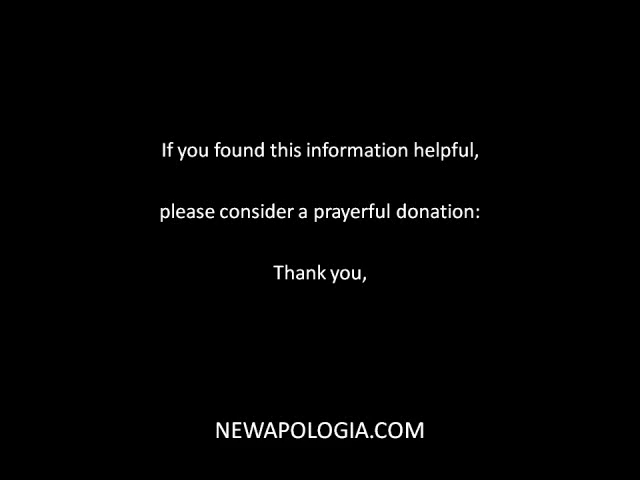 If you found this information helpful,
please consider a prayerful donation:
Thank you,
NEWAPOLOGIA.COM